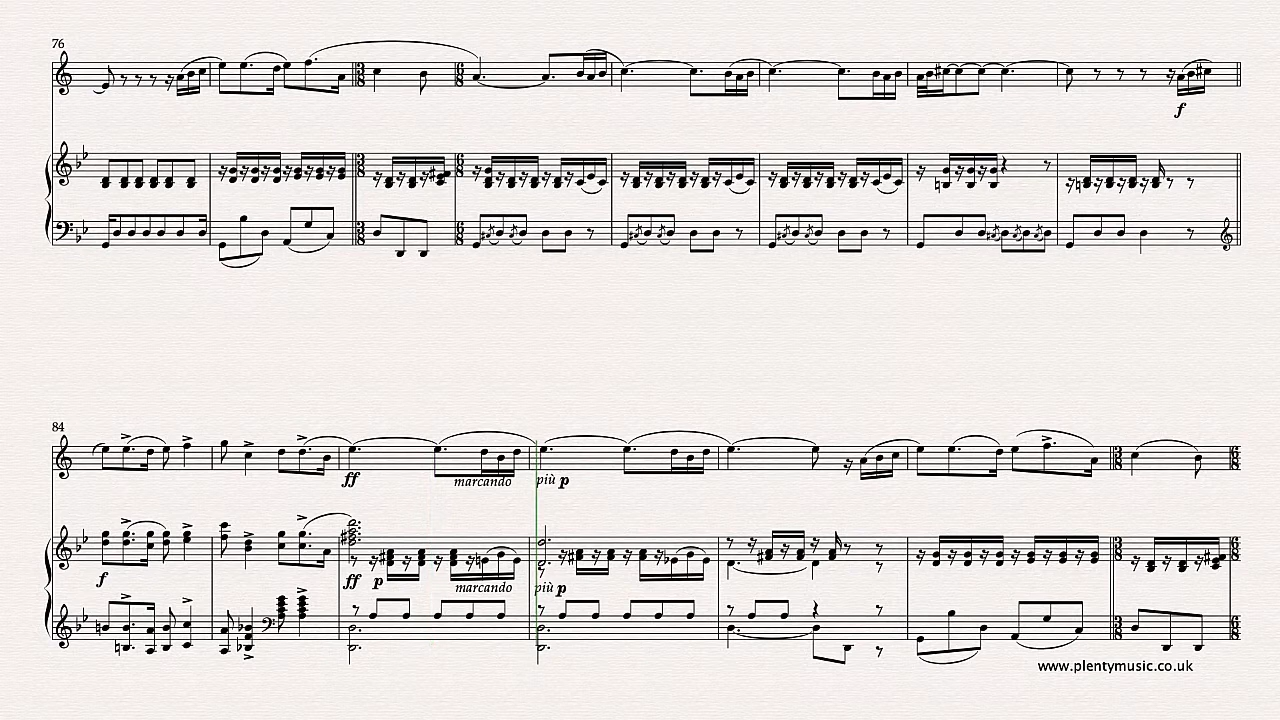 76
f
84
ff marcando più p
f ff p marcando più p
www.plentymusic.co.uk